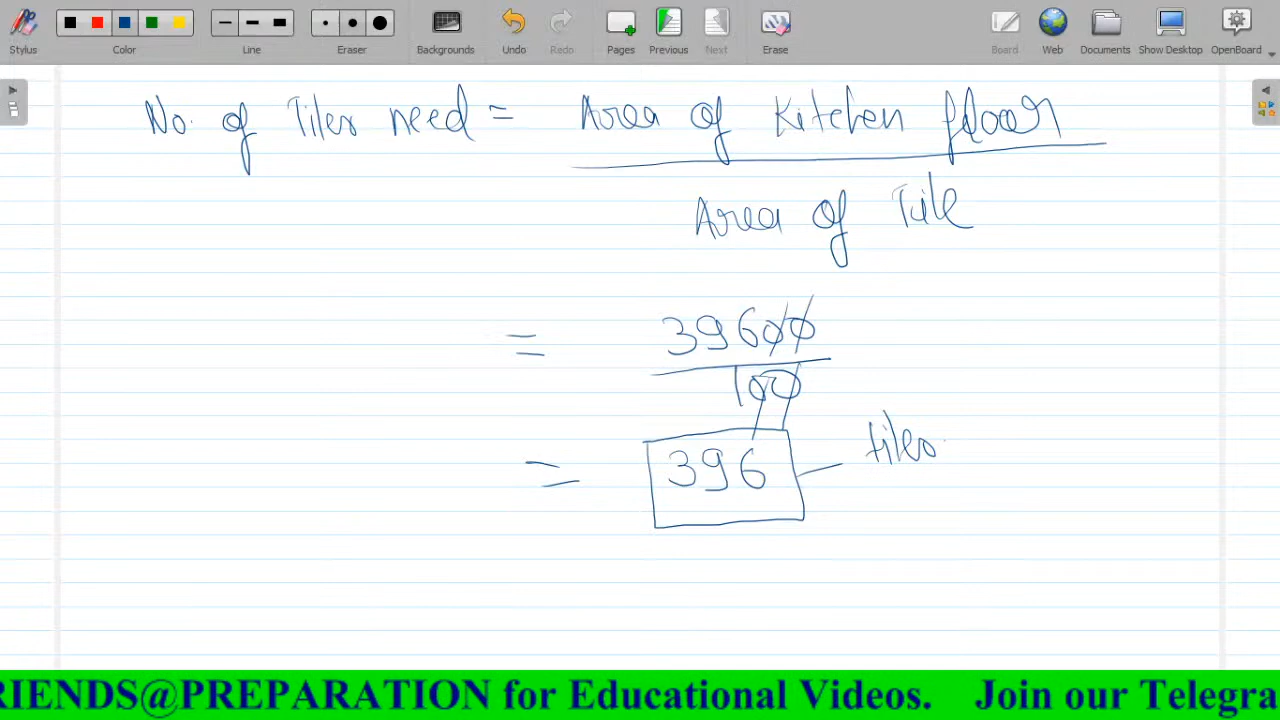 Stylus Color Line Eraser Backgrounds Undo Redo Pages Previous Next Erase Board Web Documents Show Desktop OpenBoard
No. of Tiles need = Area of Kitchen floor
Area of Tile
= 39600
100
= 396 - tiles.
RIENDS@PREPARATION for Educational Videos. Join our Telegra